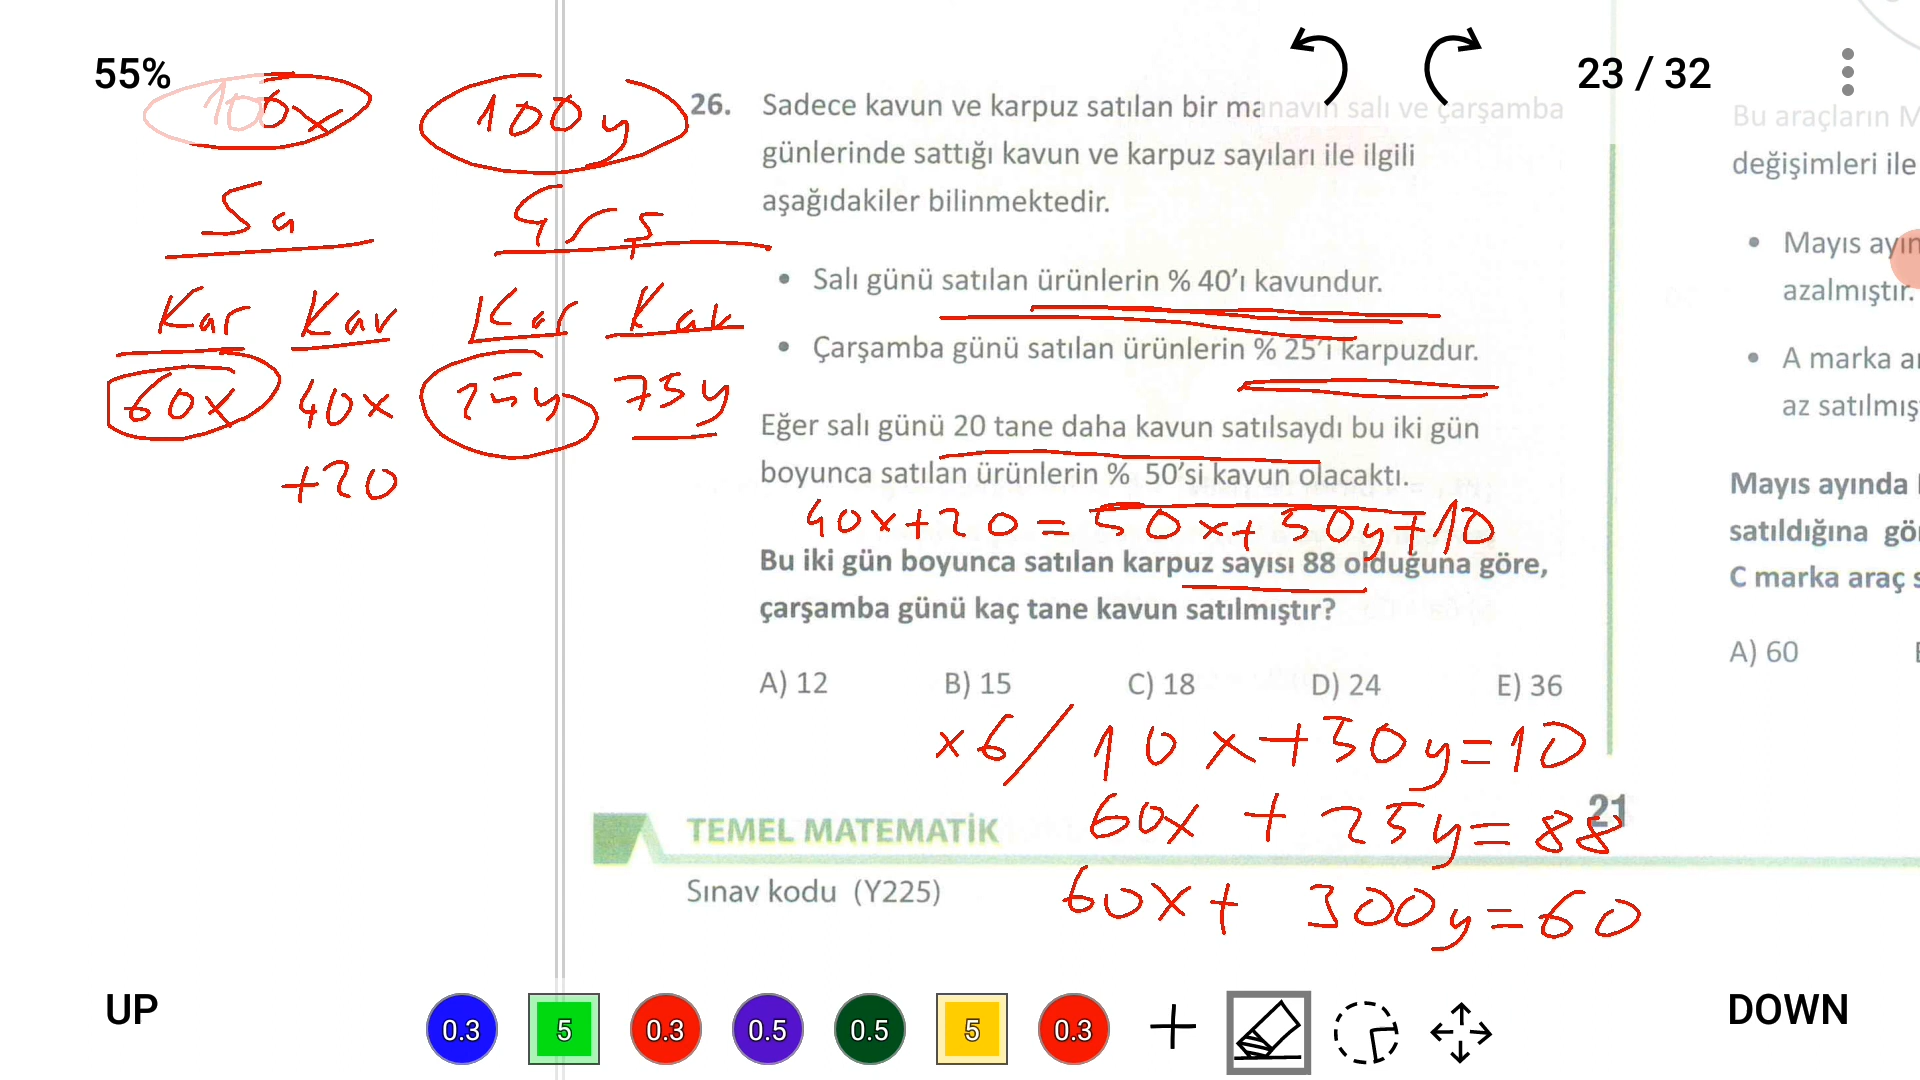 55%
23 / 32
100x 100y
Sa Çrş
Kar Kav Kar Kav
60x 40x 25y 75y
+20
26. Sadece kavun ve karpuz satılan bir manavın salı ve çarşamba
günlerinde sattığı kavun ve karpuz sayıları ile ilgili
aşağıdakiler bilinmektedir.
• Salı günü satılan ürünlerin % 40'ı kavundur.
• Çarşamba günü satılan ürünlerin % 25'i karpuzdur.
Eğer salı günü 20 tane daha kavun satılsaydı bu iki gün
boyunca satılan ürünlerin % 50'si kavun olacaktı.
40x+20=50x+50y+10
Bu iki gün boyunca satılan karpuz sayısı 88 olduğuna göre,
çarşamba günü kaç tane kavun satılmıştır?
A) 12 B) 15 C) 18 D) 24 E) 36
x6/ 10x+30y=10
60x + 25y=88
60x+ 300y=60
21
TEMEL MATEMATİK
Sınav kodu (Y225)
Bu araçların M
değişimleri ile
• Mayıs ayın
azalmıştır.
• A marka ar
az satılmış
Mayıs ayında
satıldığına gör
C marka araç s
A) 60
UP
0.3 5 0.3 0.5 0.5 5 0.3
DOWN